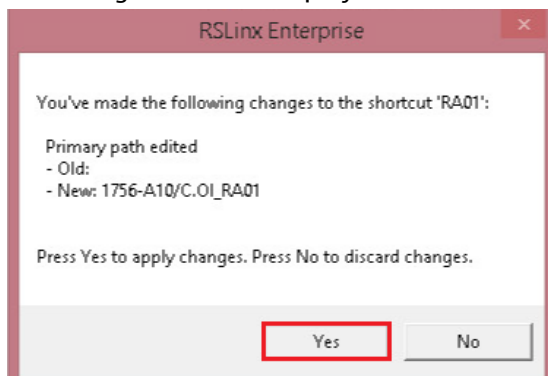 RSLinx Enterprise
You've made the following changes to the shortcut 'RA01':
Primary path edited
- Old:
- New: 1756-A10/C.OI_RA01
Press Yes to apply changes. Press No to discard changes.
Yes
No